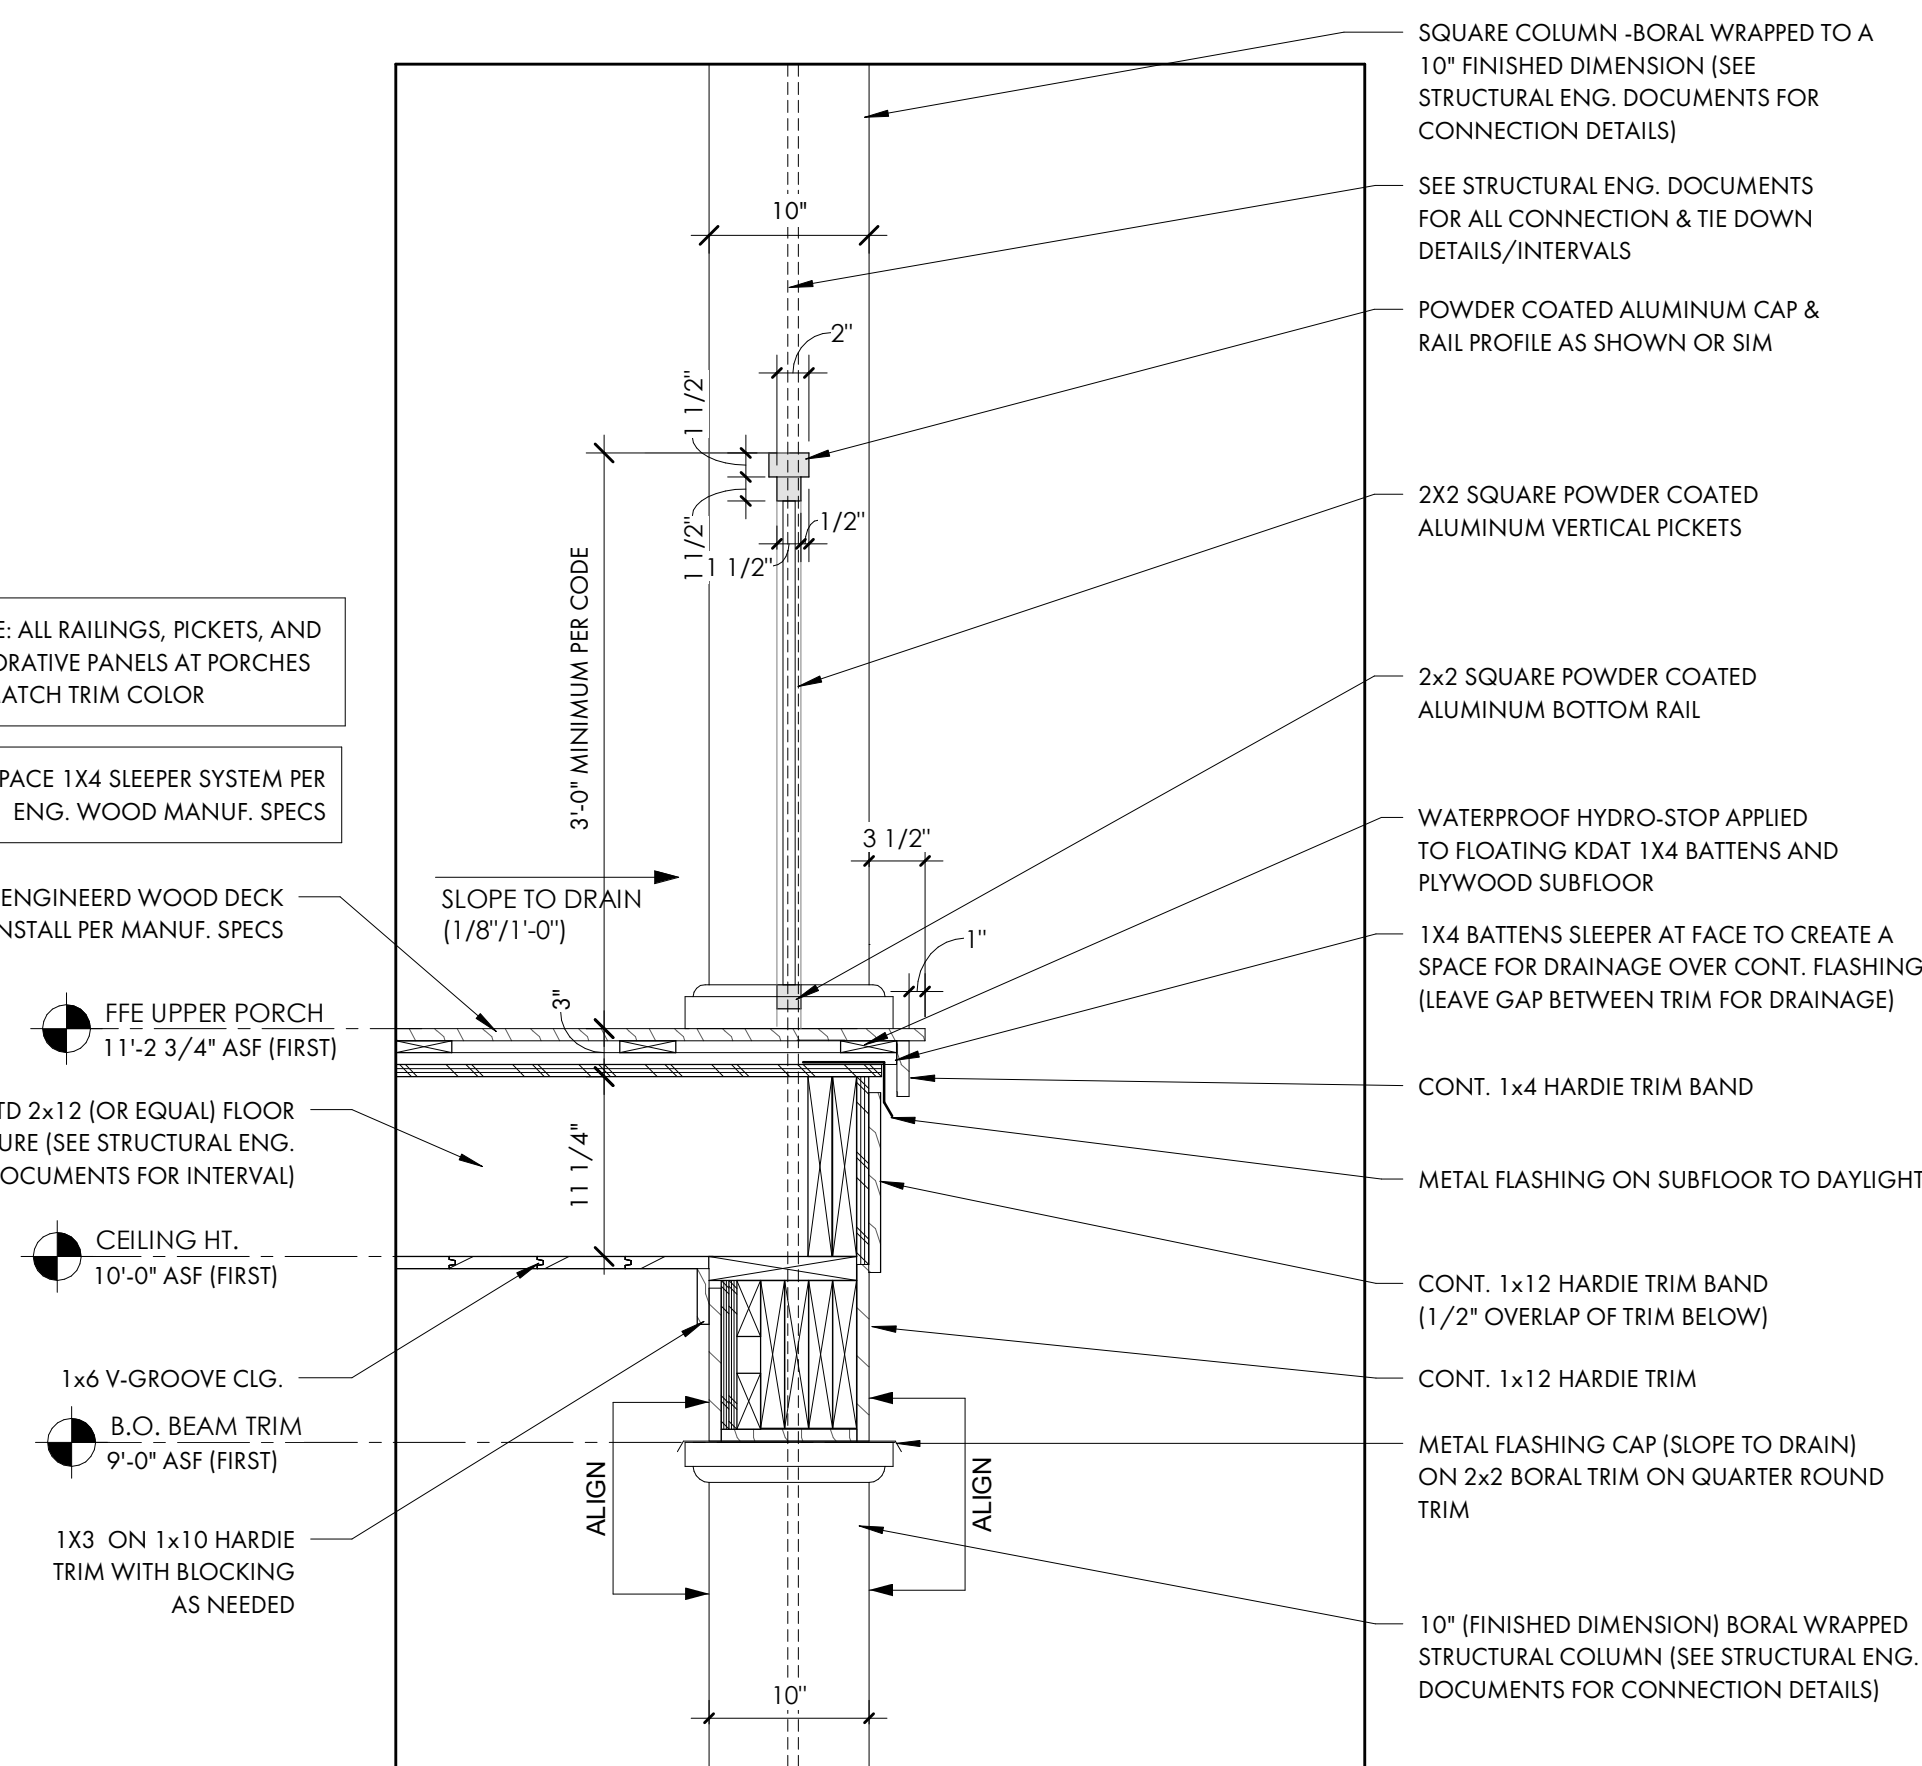 SQUARE COLUMN -BORAL WRAPPED TO A
10" FINISHED DIMENSION (SEE
STRUCTURAL ENG. DOCUMENTS FOR
CONNECTION DETAILS)
SEE STRUCTURAL ENG. DOCUMENTS
FOR ALL CONNECTION & TIE DOWN
DETAILS/INTERVALS
POWDER COATED ALUMINUM CAP &
RAIL PROFILE AS SHOWN OR SIM
2X2 SQUARE POWDER COATED
ALUMINUM VERTICAL PICKETS
2x2 SQUARE POWDER COATED
ALUMINUM BOTTOM RAIL
WATERPROOF HYDRO-STOP APPLIED
TO FLOATING KDAT 1X4 BATTENS AND
PLYWOOD SUBFLOOR
1X4 BATTENS SLEEPER AT FACE TO CREATE A
SPACE FOR DRAINAGE OVER CONT. FLASHING
(LEAVE GAP BETWEEN TRIM FOR DRAINAGE)
CONT. 1x4 HARDIE TRIM BAND
METAL FLASHING ON SUBFLOOR TO DAYLIGHT
CONT. 1x12 HARDIE TRIM BAND
(1/2" OVERLAP OF TRIM BELOW)
CONT. 1x12 HARDIE TRIM
METAL FLASHING CAP (SLOPE TO DRAIN)
ON 2x2 BORAL TRIM ON QUARTER ROUND
TRIM
10" (FINISHED DIMENSION) BORAL WRAPPED
STRUCTURAL COLUMN (SEE STRUCTURAL ENG.
DOCUMENTS FOR CONNECTION DETAILS)
10"
2"
1 1/2"
1 1/2"
1/2"
1 1/2"
3'-0" MINIMUM PER CODE
3 1/2"
1"
SLOPE TO DRAIN
(1/8"/1'-0")
3"
11 1/4"
ALIGN
ALIGN
10"
E: ALL RAILINGS, PICKETS, AND
ORATIVE PANELS AT PORCHES
ATCH TRIM COLOR
PACE 1X4 SLEEPER SYSTEM PER
ENG. WOOD MANUF. SPECS
ENGINEERD WOOD DECK
NSTALL PER MANUF. SPECS
FFE UPPER PORCH
11'-2 3/4" ASF (FIRST)
TD 2x12 (OR EQUAL) FLOOR
URE (SEE STRUCTURAL ENG.
OCUMENTS FOR INTERVAL)
CEILING HT.
10'-0" ASF (FIRST)
1x6 V-GROOVE CLG.
B.O. BEAM TRIM
9'-0" ASF (FIRST)
1X3 ON 1x10 HARDIE
TRIM WITH BLOCKING
AS NEEDED